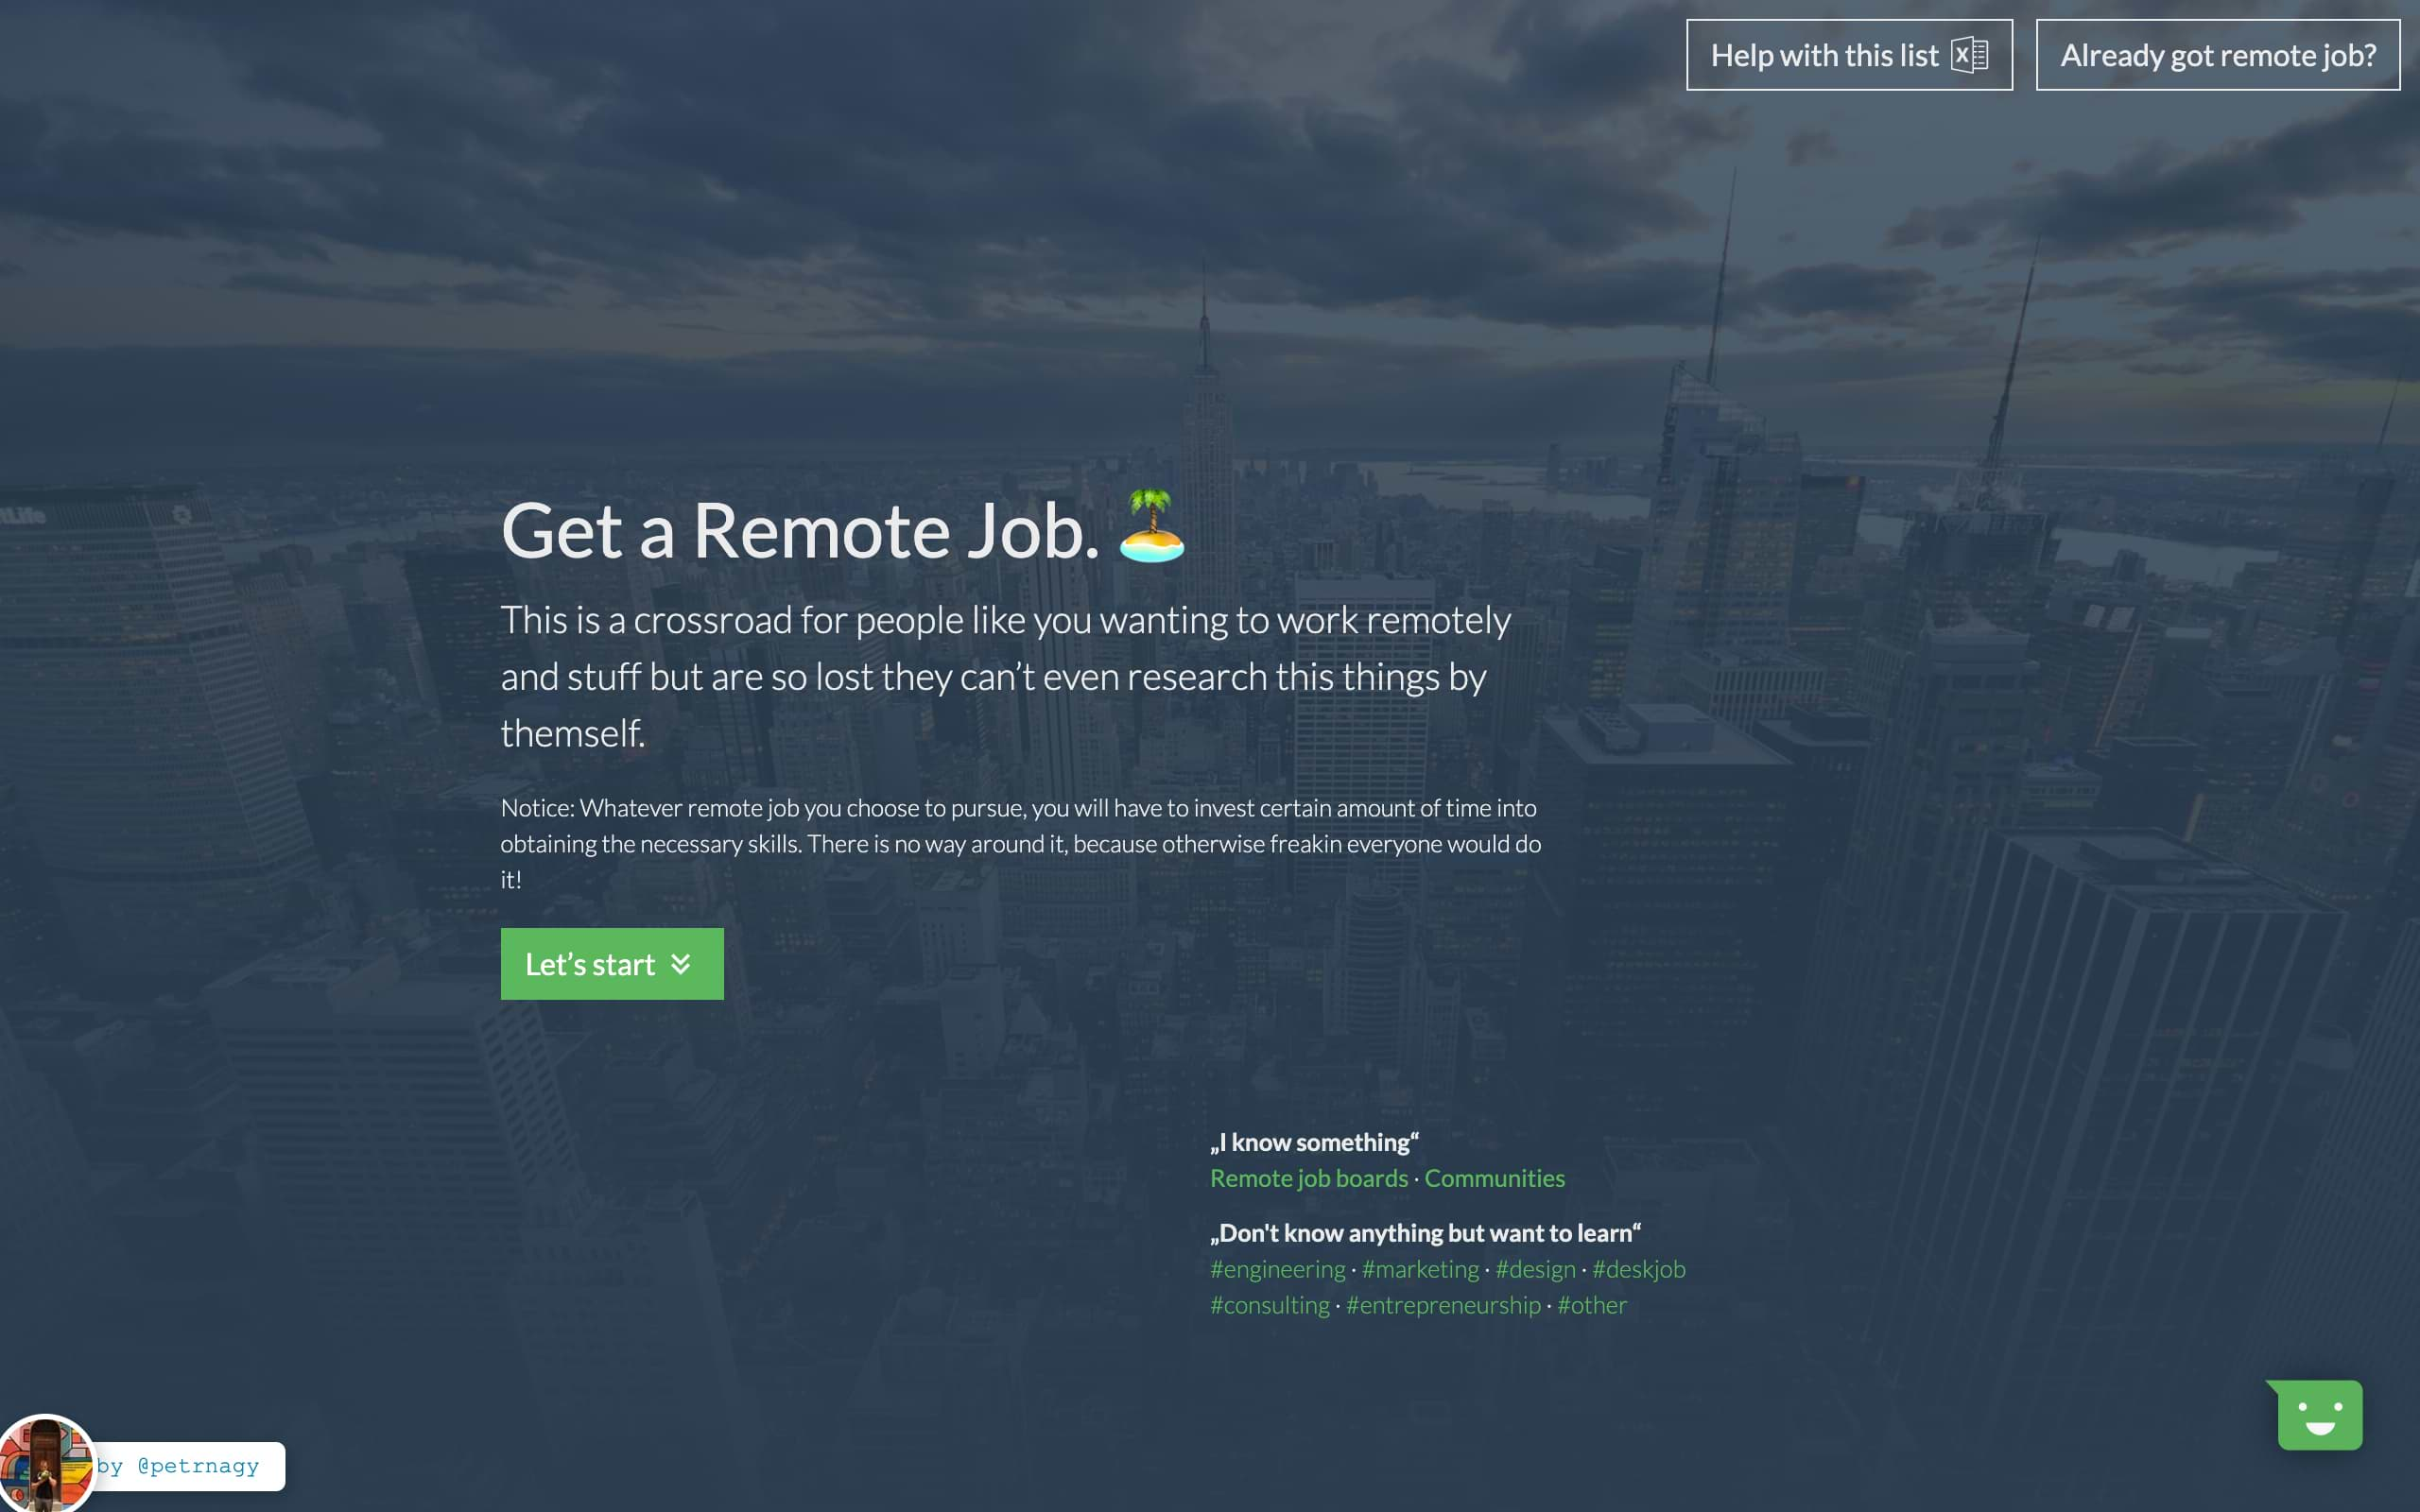 Help with this list
Already got remote job?
Get a Remote Job.
This is a crossroad for people like you wanting to work remotely
and stuff but are so lost they can’t even research this things by
themself.
Notice: Whatever remote job you choose to pursue, you will have to invest certain amount of time into
obtaining the necessary skills. There is no way around it, because otherwise freakin everyone would do
it!
Let’s start
„I know something“
Remote job boards · Communities
„Don't know anything but want to learn“
#engineering · #marketing · #design · #deskjob
#consulting · #entrepreneurship · #other
by @petrnagy